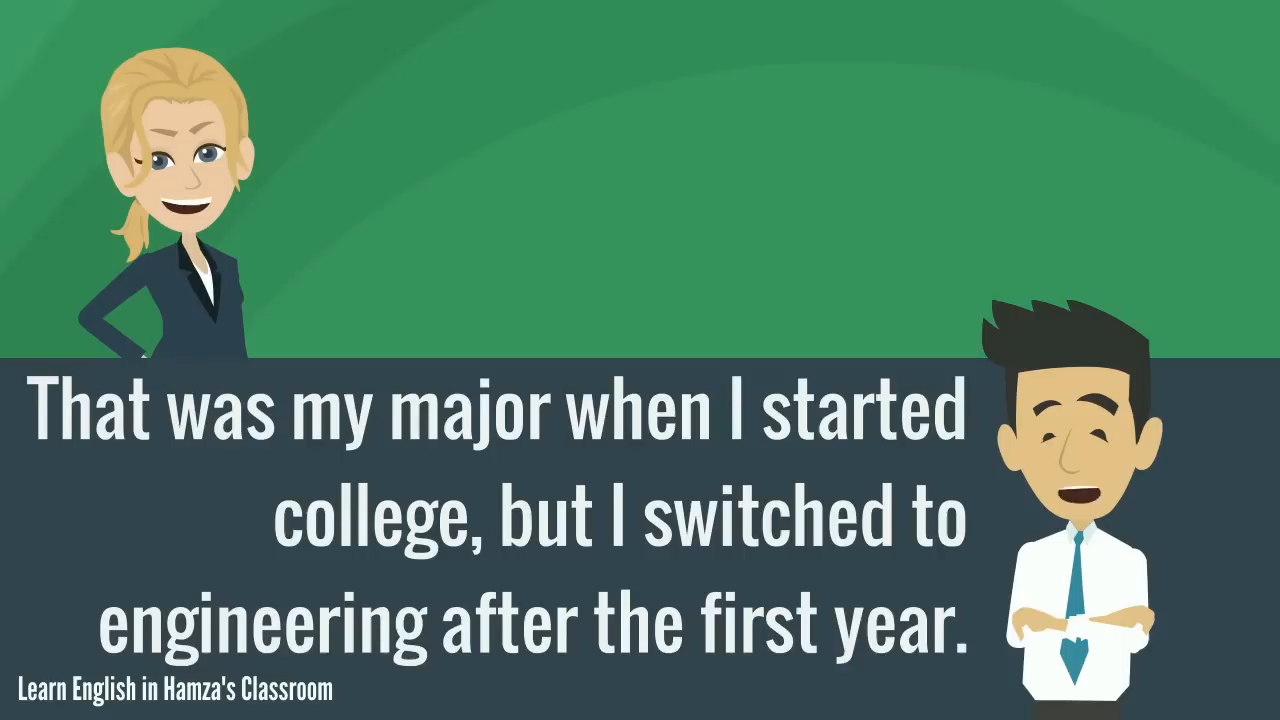 That was my major when I started
college, but I switched to
engineering after the first year.
Learn English in Hamza's Classroom